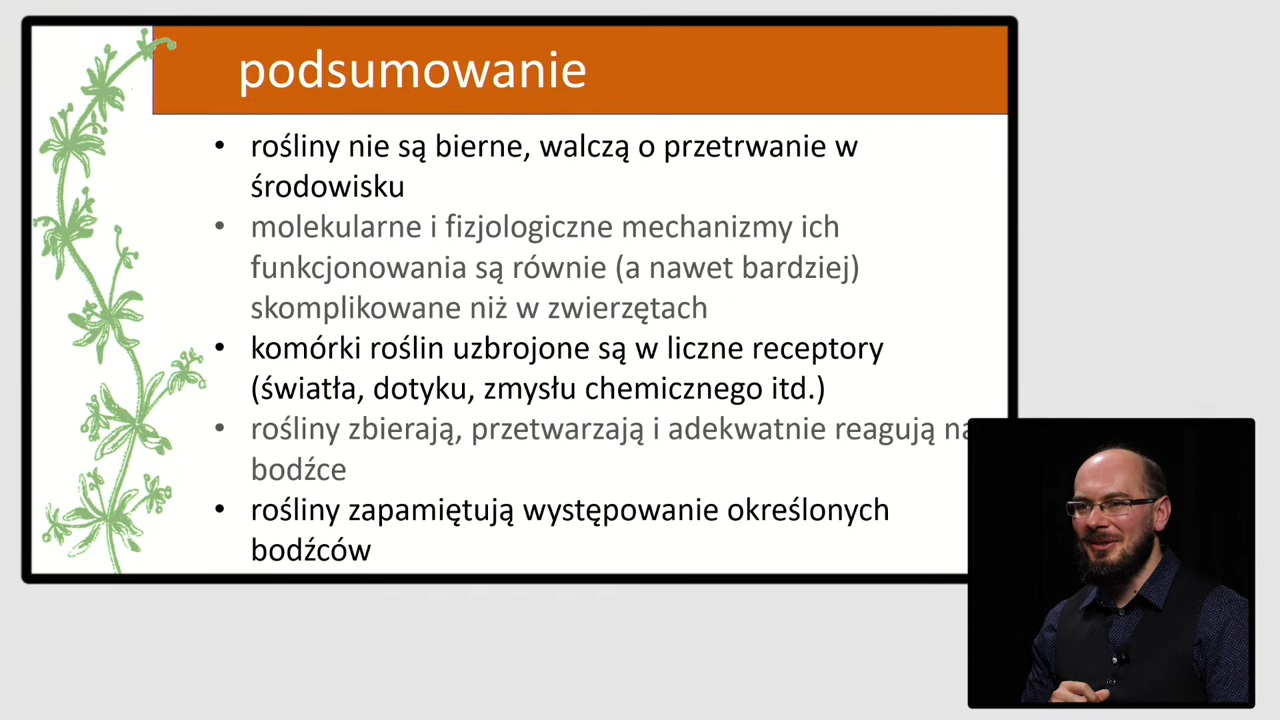 podsumowanie
• rośliny nie są bierne, walczą o przetrwanie w
środowisku
• molekularne i fizjologiczne mechanizmy ich
funkcjonowania są równie (a nawet bardziej)
skomplikowane niż w zwierzętach
• komórki roślin uzbrojone są w liczne receptory
(światła, dotyku, zmysłu chemicznego itd.)
• rośliny zbierają, przetwarzają i adekwatnie reagują na
bodźce
• rośliny zapamiętują występowanie określonych
bodźców